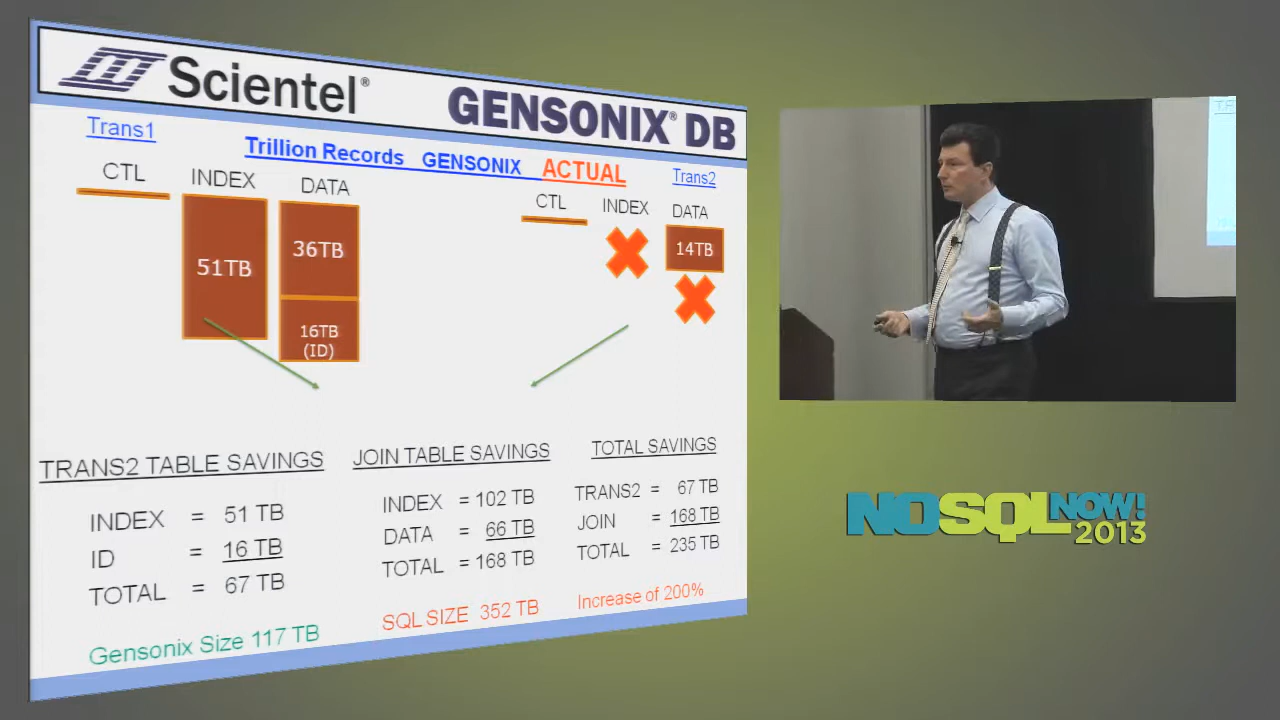 Scientel®
GENSONIX® DB
Trans1
Trillion Records GENSONIX ACTUAL
Trans2
CTL INDEX DATA
CTL INDEX DATA
51TB
36TB
16TB
(ID)
14TB
TRANS2 TABLE SAVINGS
INDEX = 51 TB
ID = 16 TB
TOTAL = 67 TB
Gensonix Size 117 TB
JOIN TABLE SAVINGS
INDEX = 102 TB
DATA = 66 TB
TOTAL = 168 TB
SQL SIZE 352 TB
TOTAL SAVINGS
TRANS2 = 67 TB
JOIN = 168 TB
TOTAL = 235 TB
Increase of 200%
NOSQL NOW!
2013